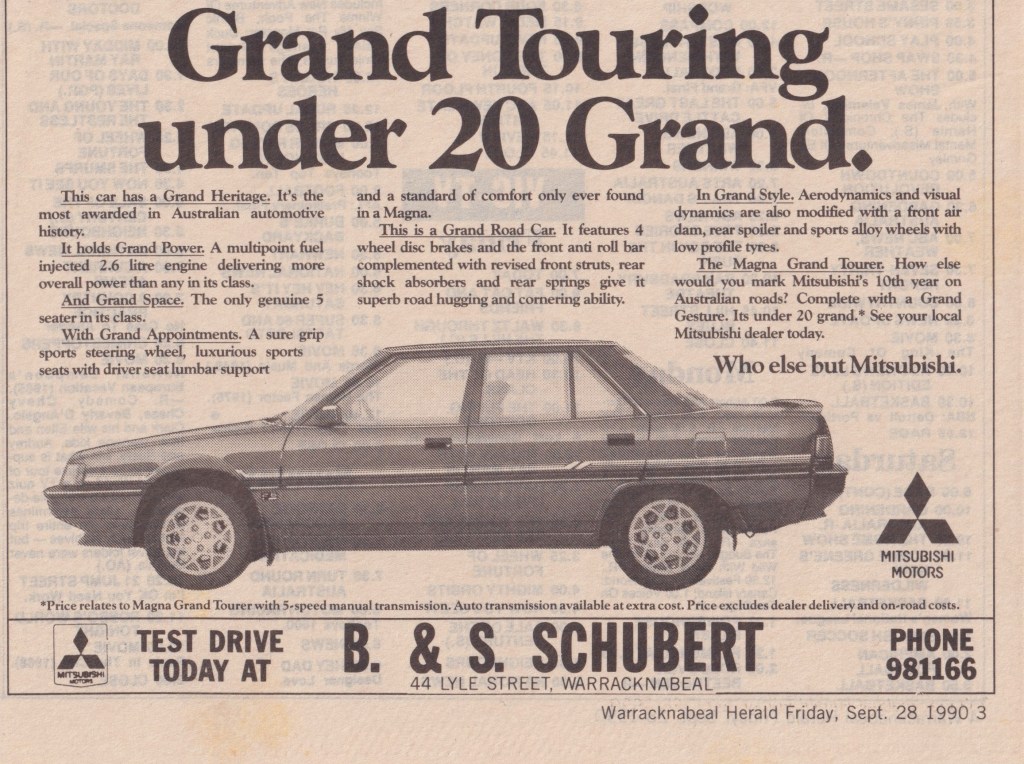 Grand Touring
under 20 Grand.
This car has a Grand Heritage. It's the
most awarded in Australian automotive
history.
It holds Grand Power. A multipoint fuel
injected 2.6 litre engine delivering more
overall power than any in its class.
And Grand Space. The only genuine 5
seater in its class.
With Grand Appointments. A sure grip
sports steering wheel, luxurious sports
seats with driver seat lumbar support
and a standard of comfort only ever found
in a Magna.
This is a Grand Road Car. It features 4
wheel disc brakes and the front anti roll bar
complemented with revised front struts, rear
shock absorbers and rear springs give it
superb road hugging and cornering ability.
In Grand Style. Aerodynamics and visual
dynamics are also modified with a front air
dam, rear spoiler and sports alloy wheels with
low profile tyres.
The Magna Grand Tourer. How else
would you mark Mitsubishi's 10th year on
Australian roads? Complete with a Grand
Gesture. Its under 20 grand.* See your local
Mitsubishi dealer today.
Who else but Mitsubishi.
MITSUBISHI
MOTORS
*Price relates to Magna Grand Tourer with 5-speed manual transmission. Auto transmission available at extra cost. Price excludes dealer delivery and on-road costs.
MITSUBISHI
MOTORS
TEST DRIVE
TODAY AT
B. & S. SCHUBERT
44 LYLE STREET, WARRACKNABEAL
PHONE
981166
Warracknabeal Herald Friday, Sept. 28 1990 3